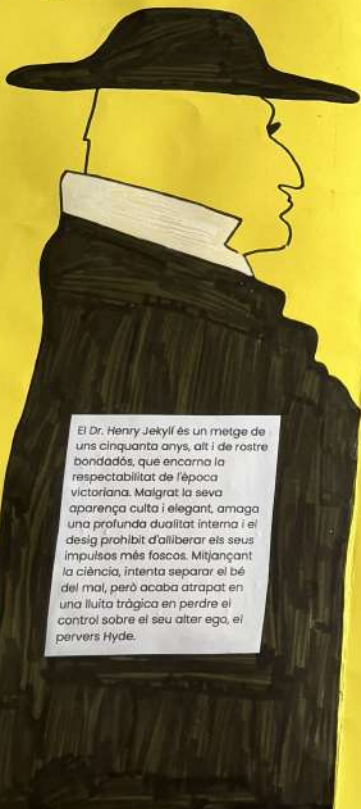 El Dr. Henry Jekyll és un metge de
uns cinquanta anys, alt i de rostre
bondadós, que encarna la
respectabilitat de l'època
victoriana. Malgrat la seva
aparença culta i elegant, amaga
una profunda dualitat interna i el
desig prohibit d'alliberar els seus
impulsos més foscos. Mitjançant
la ciència, intenta separar el bé
del mal, però acaba atrapat en
una lluita tràgica en perdre el
control sobre el seu alter ego, el
pervers Hyde.